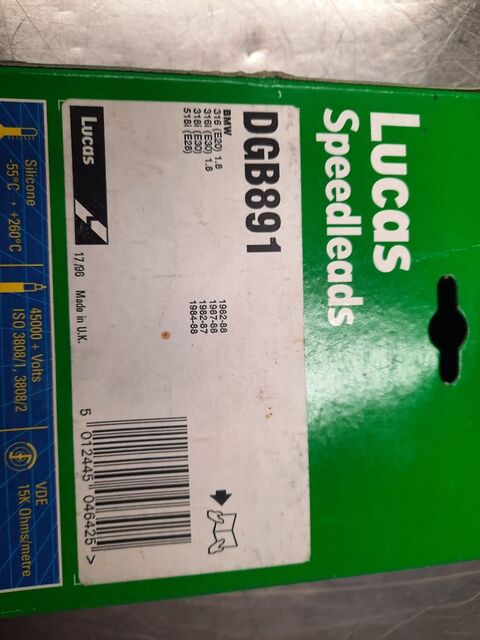 Lucas
Speedleads
DGB891
BMW
316 (E20) 1.8 1982-88
316i (E30) 1.8 1987-88
318i (E30) 1982-87
518i (E28) 1984-88
Lucas
17/96 Made in U.K.
5 012445 046425 >
Silicone
-55°C • +260°C
45000 + Volts
ISO 3808/1, 3808/2
VDE
15K Ohms/metre